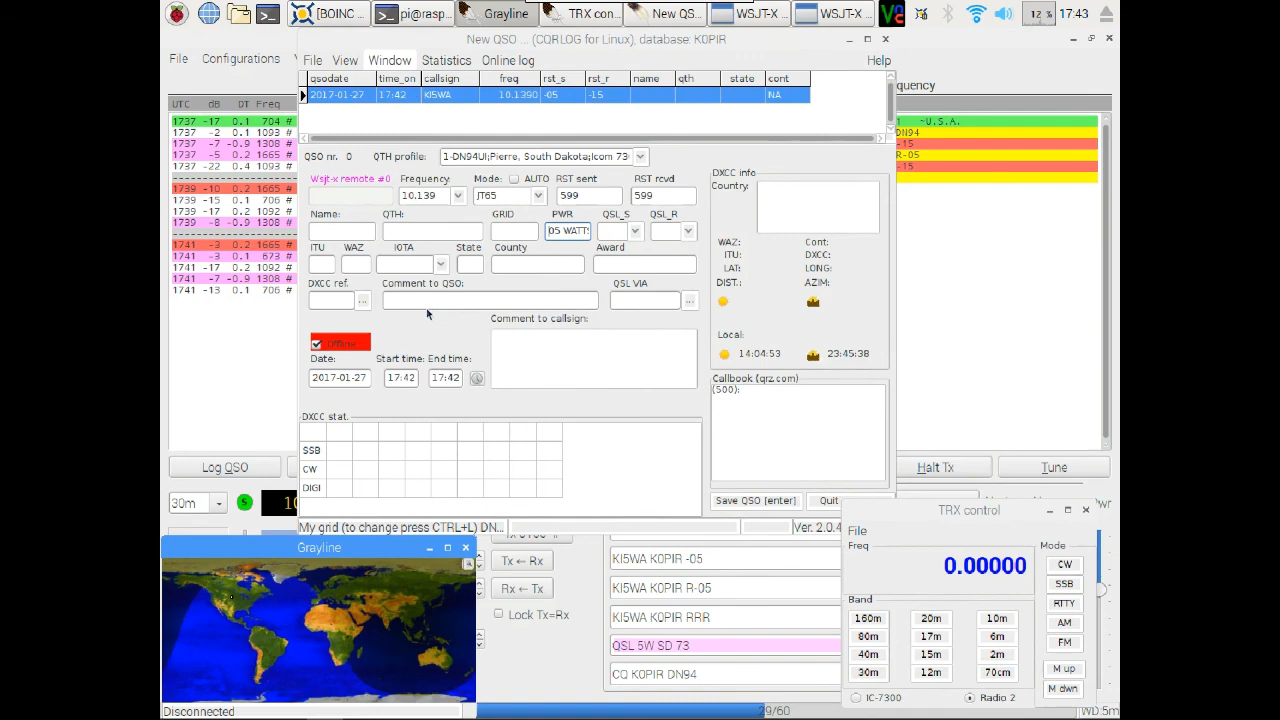 [BOINC
pi@rasp...
Grayline
TRX con...
New QS...
WSJT-X
WSJT-X
12 %
17:43
New QSO ... (CQRLOG for Linux), database: K0PIR
File
Configurations
File View Window Statistics Online log Help
qsodate time_on callsign freq rst_s rst_r name qth state cont
2017-01-27 17:42 KI5WA 10.1390 -05 -15 NA
UTC dB DT Freq
1737 -17 0.1 704 #
1737 -2 0.1 1093 #
1737 -7 -0.9 1308 #
1737 -5 0.2 1665 #
1737 -22 0.4 1093 #
1739 -10 0.2 1665 #
1739 -15 0.1 706 #
1739 -17 0.2 1092 #
1739 -8 -0.9 1308 #
1741 -3 0.2 1665 #
1741 -3 0.1 673 #
1741 -17 0.2 1092 #
1741 -7 -0.9 1308 #
1741 -13 0.1 706 #
equency
1 ~U.S.A.
DN94
-15
R-05
-15
QSO nr. 0 QTH profile: 1-DN94UI;Pierre, South Dakota;Icom 73
Wsjt-x remote #0 Frequency: Mode: AUTO RST sent RST rcvd
10.139 JT65 599 599
Name: QTH: GRID PWR QSL_S QSL_R
05 WATTS
ITU WAZ IOTA State County Award
DXCC ref. Comment to QSO: QSL VIA
Comment to callsign:
Offline
Date: Start time: End time:
2017-01-27 17:42 17:42
DXCC stat.
SSB
CW
DIGI
DXCC info
Country:
WAZ: Cont:
ITU: DXCC:
LAT: LONG:
DIST.: AZIM:
Local:
14:04:53 23:45:38
Callbook (qrz.com)
(500):
Save QSO [enter] Quit
My grid (to change press CTRL+L) DN... Ver. 2.0.4
Log QSO
Halt Tx
Tune
30m
S
10
Pwr
Grayline
Disconnected
Tx ← Rx
Rx ← Tx
Lock Tx=Rx
KI5WA K0PIR -05
KI5WA K0PIR R-05
KI5WA K0PIR RRR
QSL 5W SD 73
CQ K0PIR DN94
29/60
WD:5m
TRX control
File
Freq
0.00000
Band
160m 20m 10m
80m 17m 6m
40m 15m 2m
30m 12m 70cm
Mode
CW
SSB
RTTY
AM
FM
M up
M dwn
IC-7300 Radio 2